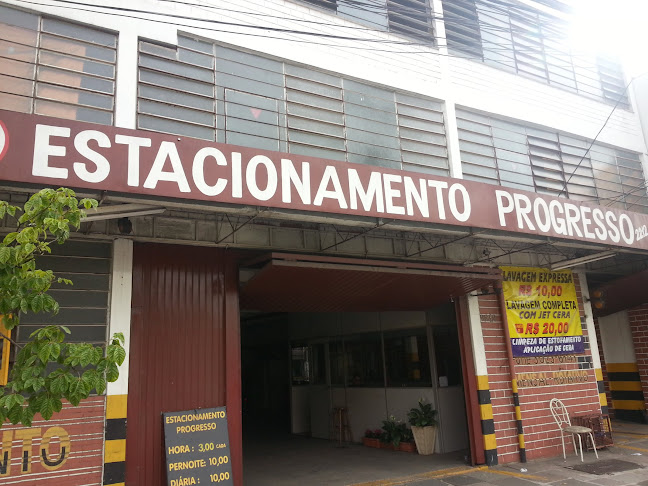 ESTACIONAMENTO PROGRESSO
LAVAGEM EXPRESSA
R$ 10,00
LAVAGEM COMPLETA
COM JET CERA
R$ 20,00
LIMPEZA DE ESTOFAMENTO
APLICAÇÃO DE CERA
ESTACIONAMENTO
PROGRESSO
HORA : 3,00 CADA
PERNOITE: 10,00
DIÁRIA : 10,00